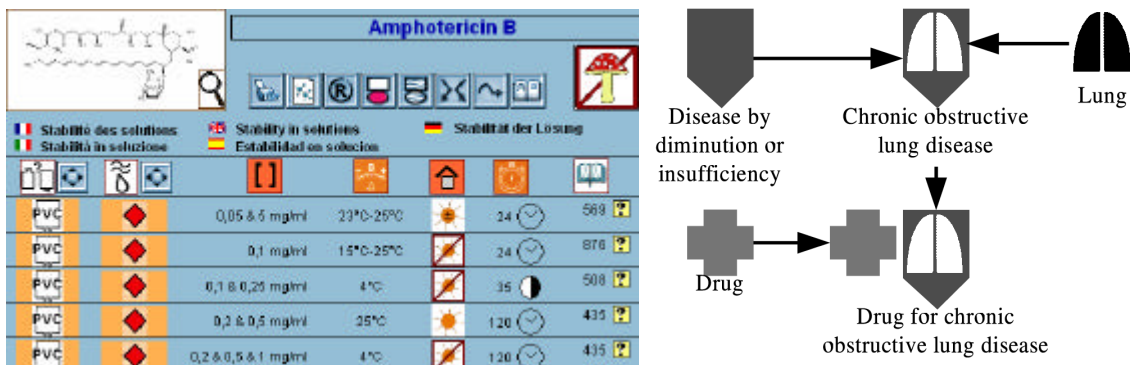 Amphotericin B
®
Stabilité des solutions
Stability in solutions
Stabilität der Lösung
Stabilità in soluzione
Estabilidad en solucion
[ ]
PVC 0,05 & 5 mg/ml 23°C-25°C 24 569 ?
PVC 0,1 mg/ml 15°C-25°C 24 876 ?
PVC 0,1 & 0,25 mg/ml 4°C 35 508 ?
PVC 0,2 & 0,5 mg/ml 25°C 120 435 ?
PVC 0,2 & 0,5 & 1 mg/ml 4°C 120 435 ?
Disease by
diminution or
insufficiency
Chronic obstructive
lung disease
Lung
Drug
Drug for chronic
obstructive lung disease